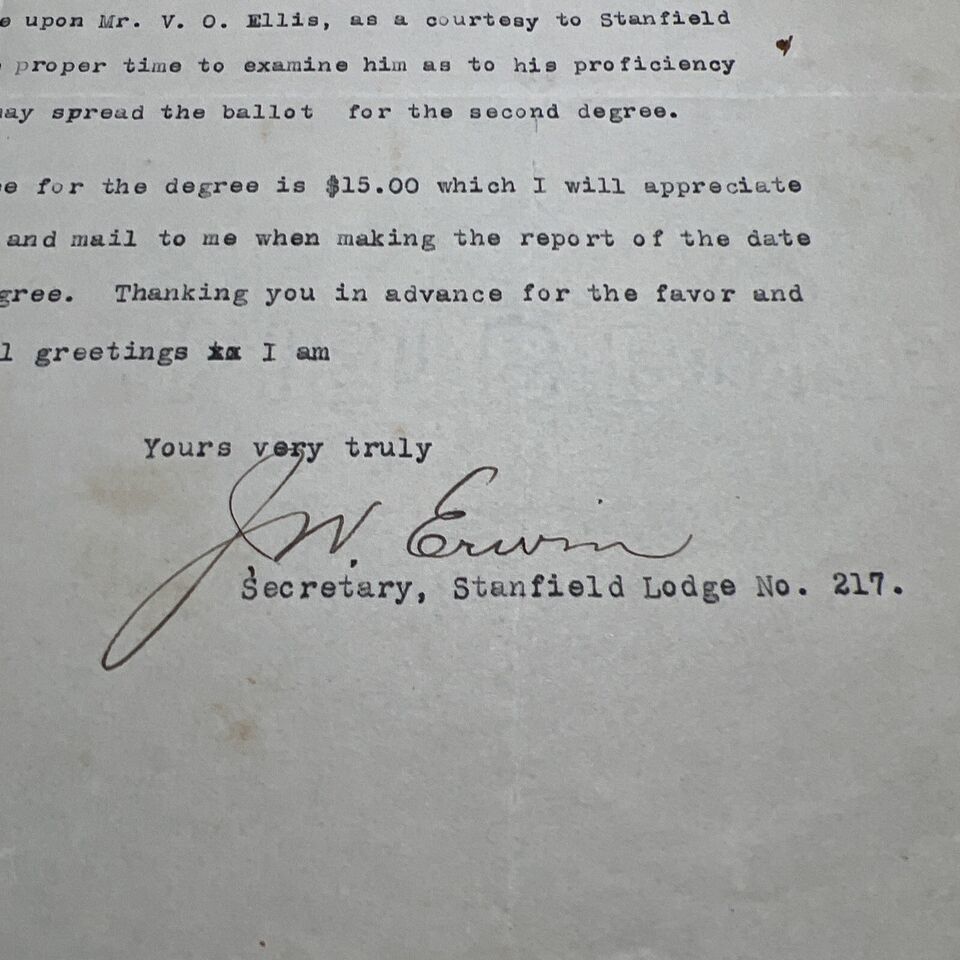 e upon Mr. V. O. Ellis, as a courtesy to Stanfield
proper time to examine him as to his proficiency
may spread the ballot for the second degree.
e for the degree is $15.00 which I will appreciate
and mail to me when making the report of the date
gree. Thanking you in advance for the favor and
l greetings I am
Yours very truly
J.W. Erwin
Secretary, Stanfield Lodge No. 217.